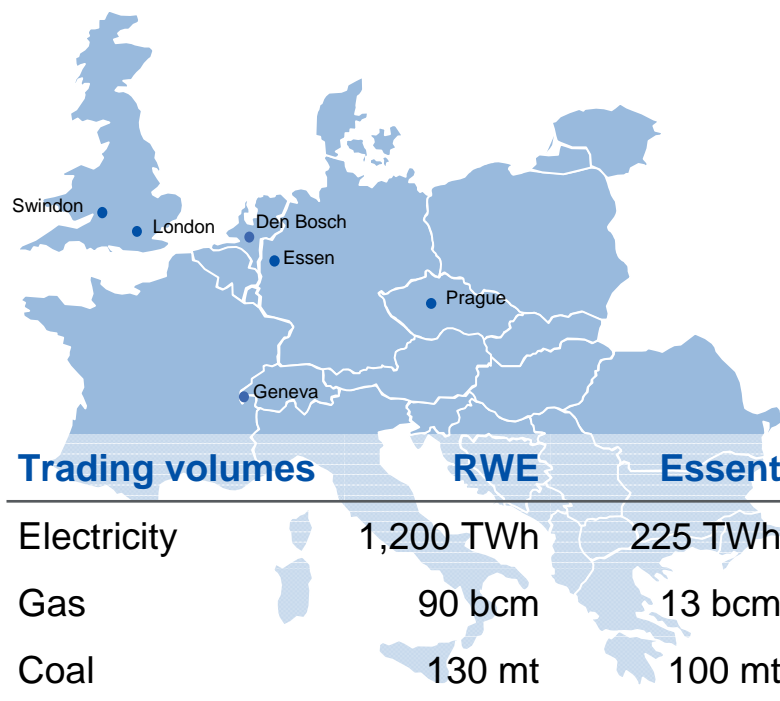 Swindon
London
Den Bosch
Essen
Prague
Geneva
Trading volumes RWE Essent
Electricity 1,200 TWh 225 TWh
Gas 90 bcm 13 bcm
Coal 130 mt 100 mt